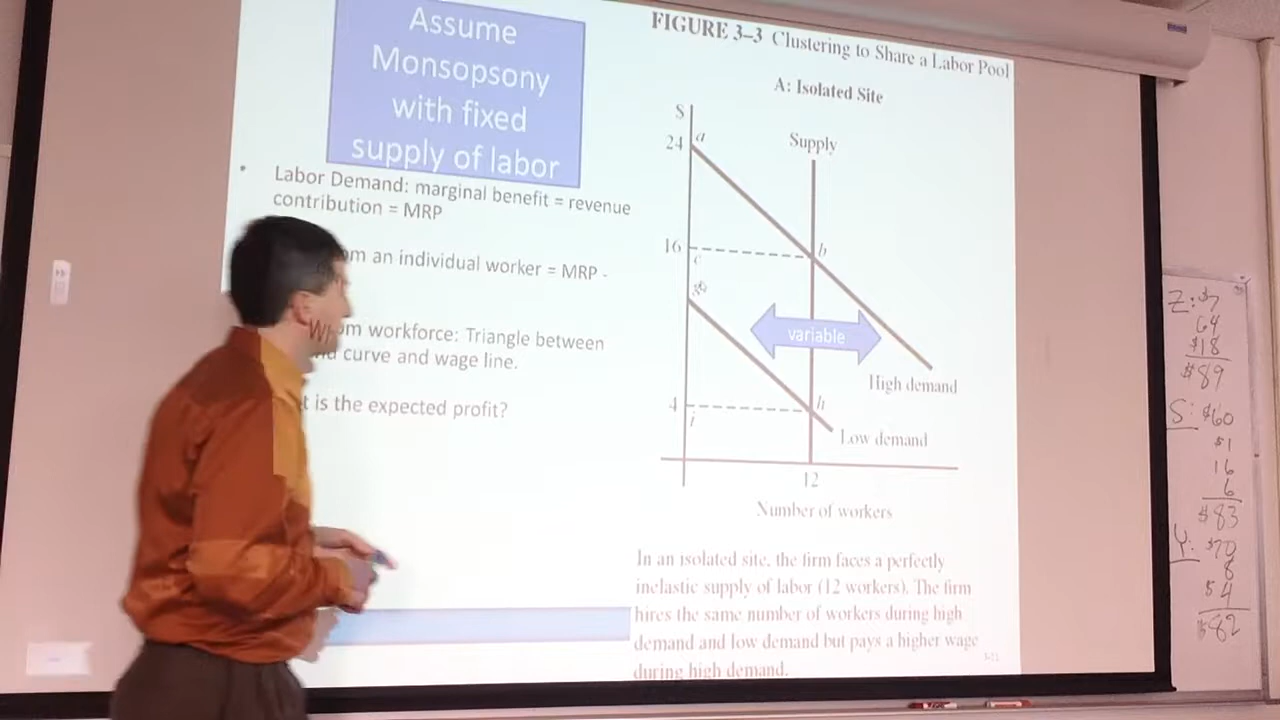 Assume
Monsopsony
with fixed
supply of labor
Labor Demand: marginal benefit = revenue
contribution = MRP
an individual worker = MRP -
workforce: Triangle between
curve and wage line.
is the expected profit?
FIGURE 3–3 Clustering to Share a Labor Pool
A: Isolated Site
S
24
a
Supply
16
c
b
variable
High demand
4
i
h
Low demand
12
Number of workers
In an isolated site, the firm faces a perfectly
inelastic supply of labor (12 workers). The firm
hires the same number of workers during high
demand and low demand but pays a higher wage
during high demand.
Z: $7
64
$18
$89
S: $60
$1
16
6
$83
Y: $70
8
$4
$82